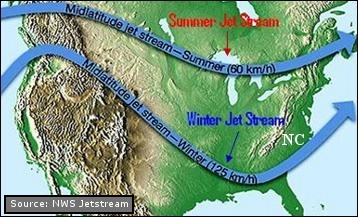 Summer Jet Stream
Midlatitude jet stream – Summer (60 km/h)
Midlatitude jet stream – Winter (125 km/h)
Winter Jet Stream
NC
Source: NWS Jetstream